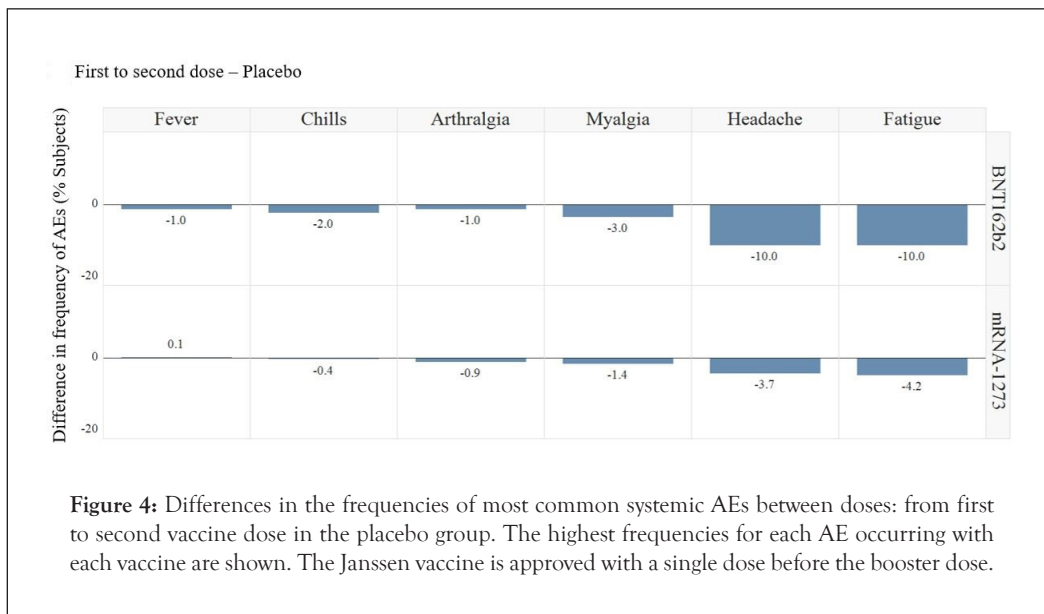 First to second dose – Placebo
Difference in frequency of AEs (% Subjects)
Fever Chills Arthralgia Myalgia Headache Fatigue
BNT162b2
0
-1.0 -2.0 -1.0 -3.0 -10.0 -10.0
-20
mRNA-1273
0.1
0
-0.4 -0.9 -1.4 -3.7 -4.2
-20
Figure 4: Differences in the frequencies of most common systemic AEs between doses: from first
to second vaccine dose in the placebo group. The highest frequencies for each AE occurring with
each vaccine are shown. The Janssen vaccine is approved with a single dose before the booster dose.